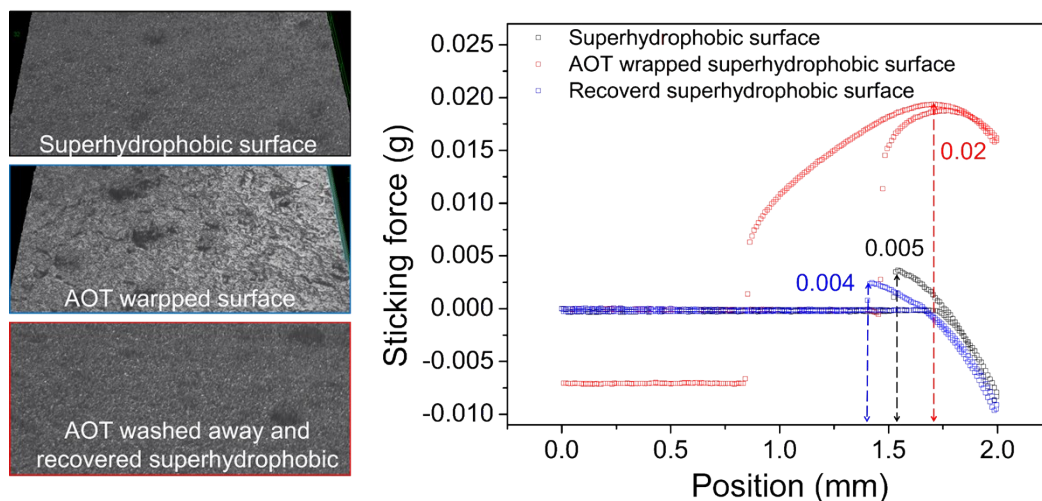 Superhydrophobic surface
AOT warpped surface
AOT washed away and
recovered superhydrophobic
Sticking force (g)
0.025
0.020
0.015
0.010
0.005
0.000
-0.005
-0.010
Superhydrophobic surface
AOT wrapped superhydrophobic surface
Recoverd superhydrophobic surface
0.02
0.005
0.004
0.0 0.5 1.0 1.5 2.0
Position (mm)